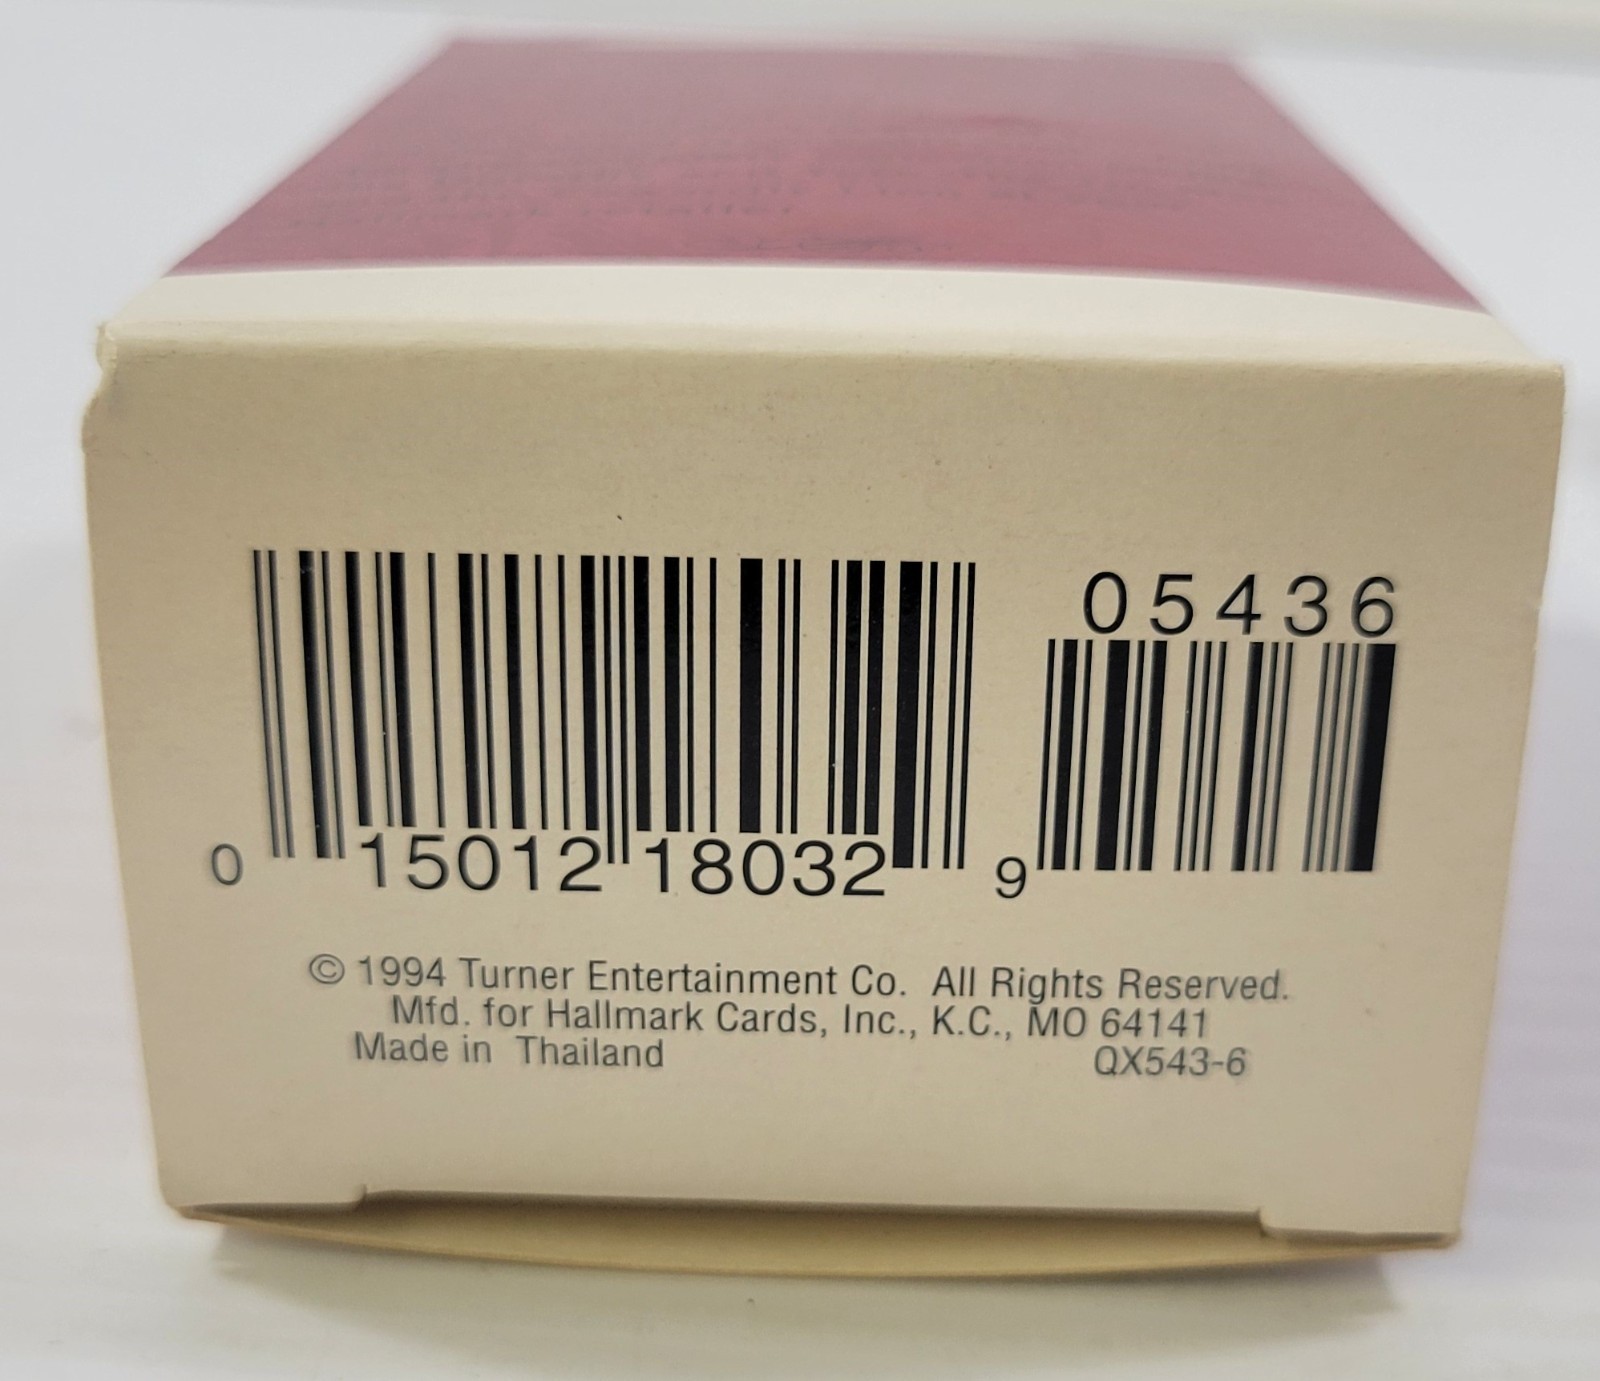 05436
0 15012 18032 9
© 1994 Turner Entertainment Co. All Rights Reserved.
Mfd. for Hallmark Cards, Inc., K.C., MO 64141
Made in Thailand QX543-6